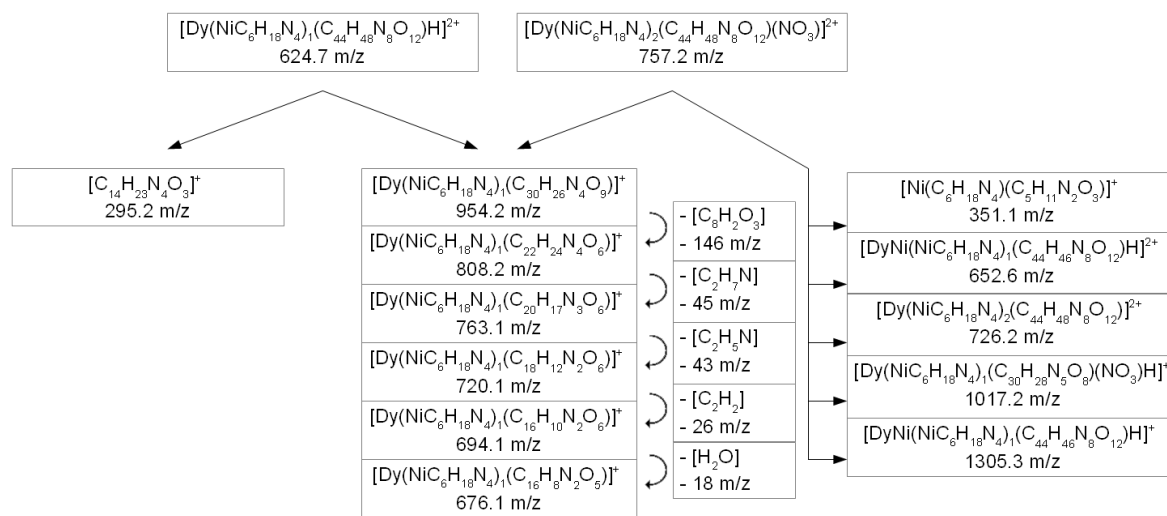 [Dy(NiC₆H₁₈N₄)₁(C₄₄H₄₈N₈O₁₂)H]²⁺
624.7 m/z
[Dy(NiC₆H₁₈N₄)₂(C₄₄H₄₈N₈O₁₂)(NO₃)]²⁺
757.2 m/z
[C₁₄H₂₃N₄O₃]⁺
295.2 m/z
[Dy(NiC₆H₁₈N₄)₁(C₃₀H₂₆N₄O₉)]⁺
954.2 m/z
[Dy(NiC₆H₁₈N₄)₁(C₂₂H₂₄N₄O₆)]⁺
808.2 m/z
[Dy(NiC₆H₁₈N₄)₁(C₂₀H₁₇N₃O₆)]⁺
763.1 m/z
[Dy(NiC₆H₁₈N₄)₁(C₁₈H₁₂N₂O₆)]⁺
720.1 m/z
[Dy(NiC₆H₁₈N₄)₁(C₁₆H₁₀N₂O₆)]⁺
694.1 m/z
[Dy(NiC₆H₁₈N₄)₁(C₁₆H₈N₂O₅)]⁺
676.1 m/z
- [C₈H₂O₃]
- 146 m/z
- [C₂H₇N]
- 45 m/z
- [C₂H₅N]
- 43 m/z
- [C₂H₂]
- 26 m/z
- [H₂O]
- 18 m/z
[Ni(C₆H₁₈N₄)(C₅H₁₁N₂O₃)]⁺
351.1 m/z
[DyNi(NiC₆H₁₈N₄)₁(C₄₄H₄₆N₈O₁₂)H]²⁺
652.6 m/z
[Dy(NiC₆H₁₈N₄)₂(C₄₄H₄₈N₈O₁₂)]²⁺
726.2 m/z
[Dy(NiC₆H₁₈N₄)₁(C₃₀H₂₈N₅O₈)(NO₃)H]⁺
1017.2 m/z
[DyNi(NiC₆H₁₈N₄)₁(C₄₄H₄₆N₈O₁₂)H]⁺
1305.3 m/z